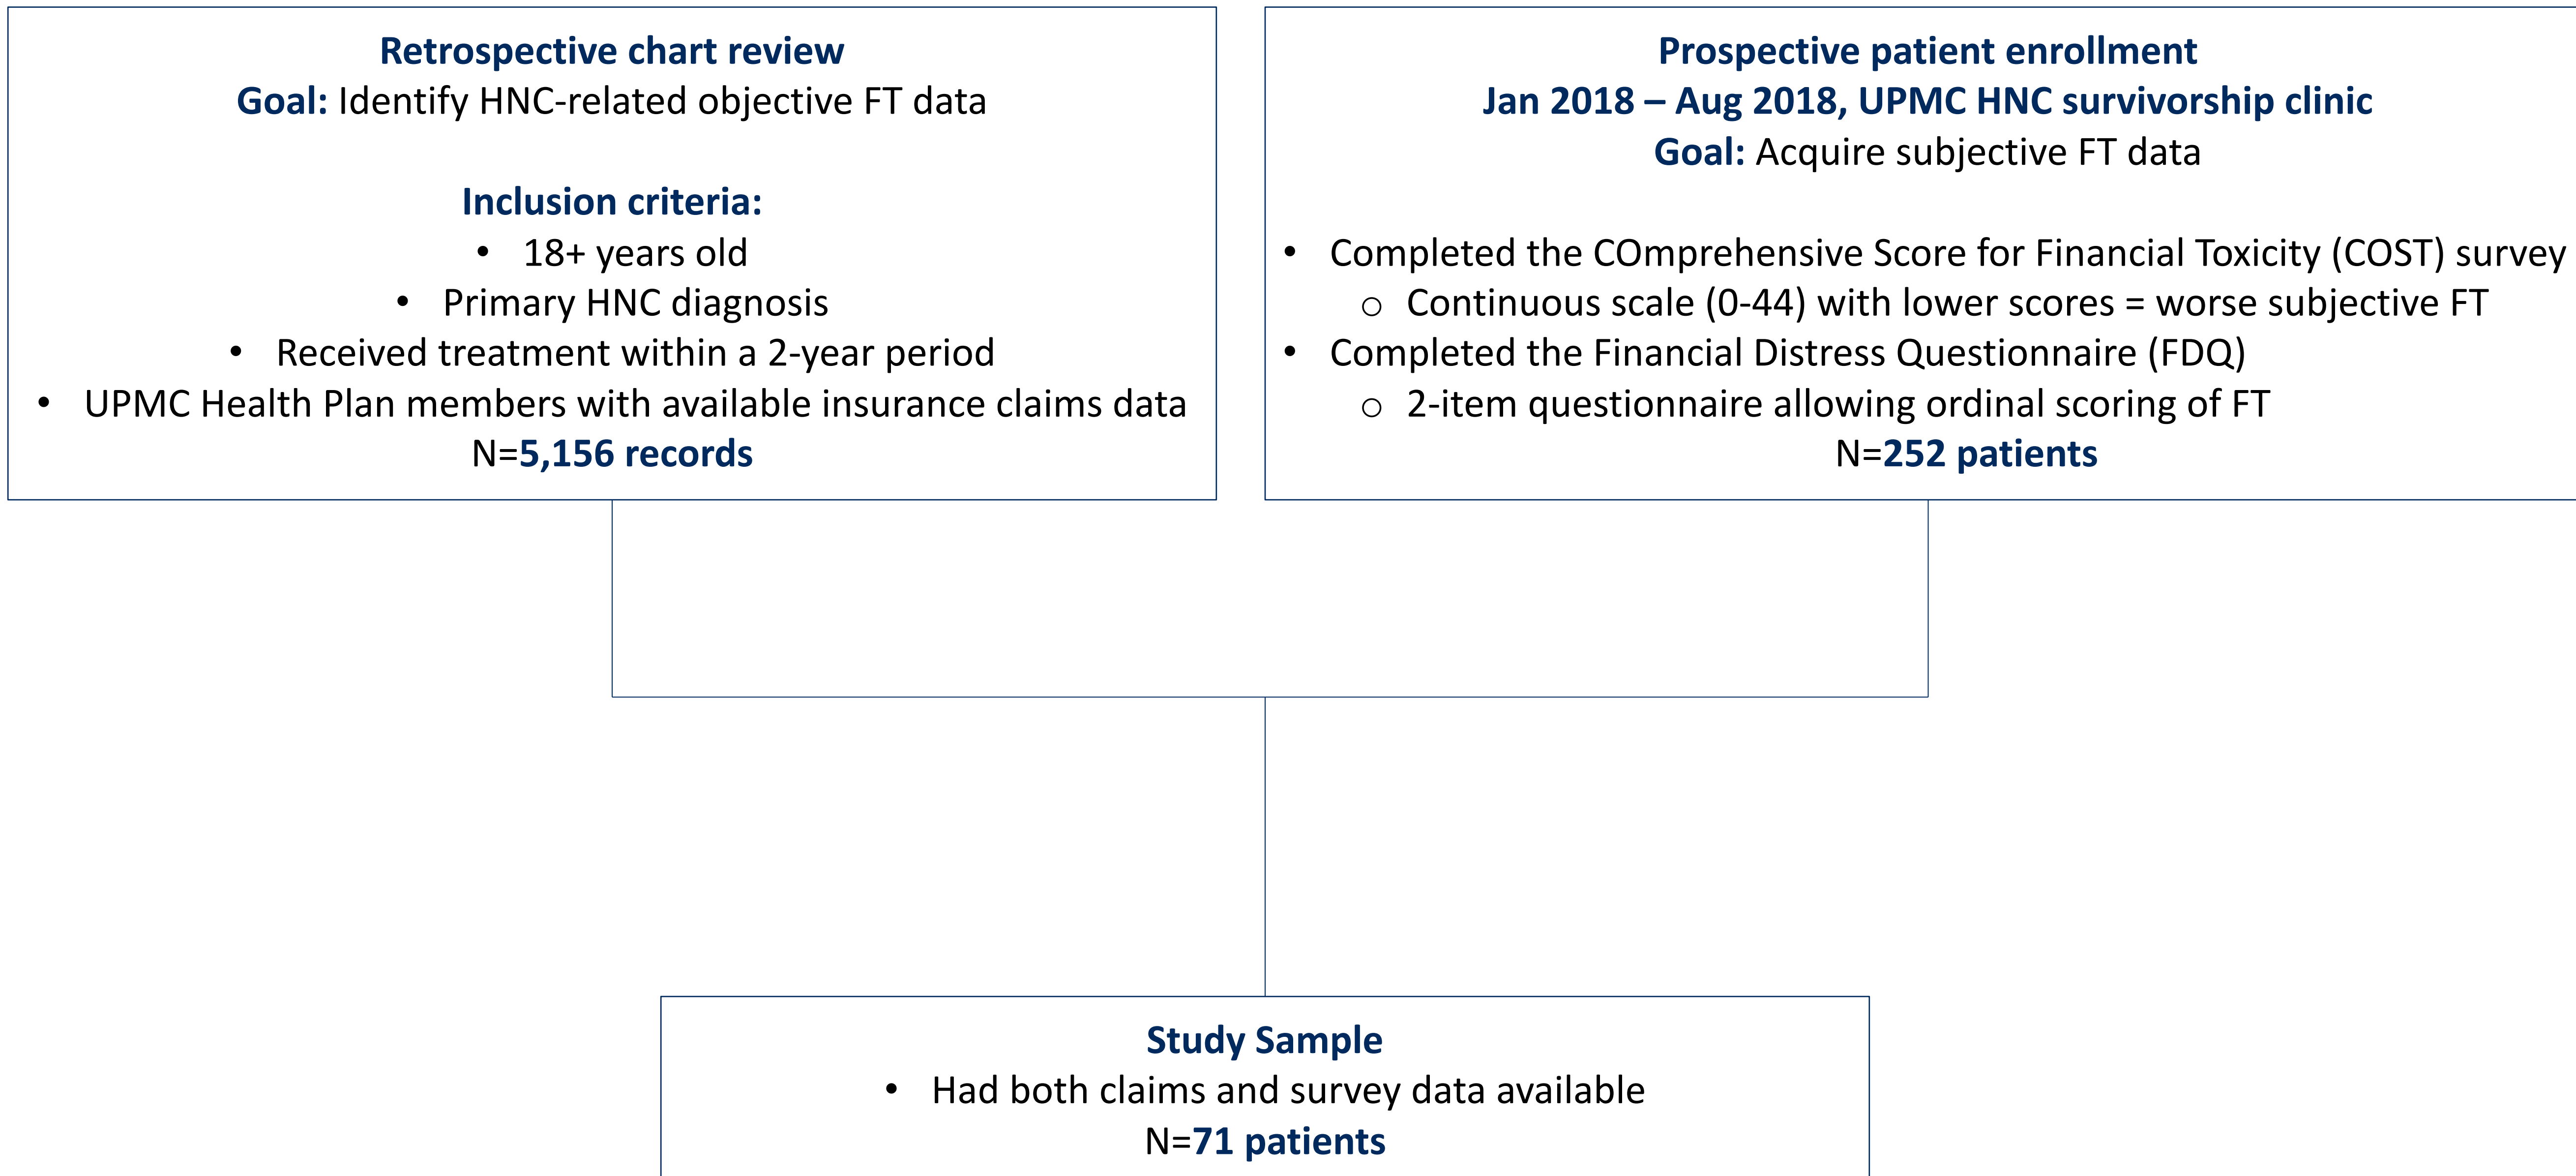 Retrospective chart review
Goal: Identify HNC-related objective FT data
Inclusion criteria:
• 18+ years old
• Primary HNC diagnosis
• Received treatment within a 2-year period
• UPMC Health Plan members with available insurance claims data
N=5,156 records
Prospective patient enrollment
Jan 2018 – Aug 2018, UPMC HNC survivorship clinic
Goal: Acquire subjective FT data
• Completed the COmprehensive Score for Financial Toxicity (COST) survey
o Continuous scale (0-44) with lower scores = worse subjective FT
• Completed the Financial Distress Questionnaire (FDQ)
o 2-item questionnaire allowing ordinal scoring of FT
N=252 patients
Study Sample
• Had both claims and survey data available
N=71 patients